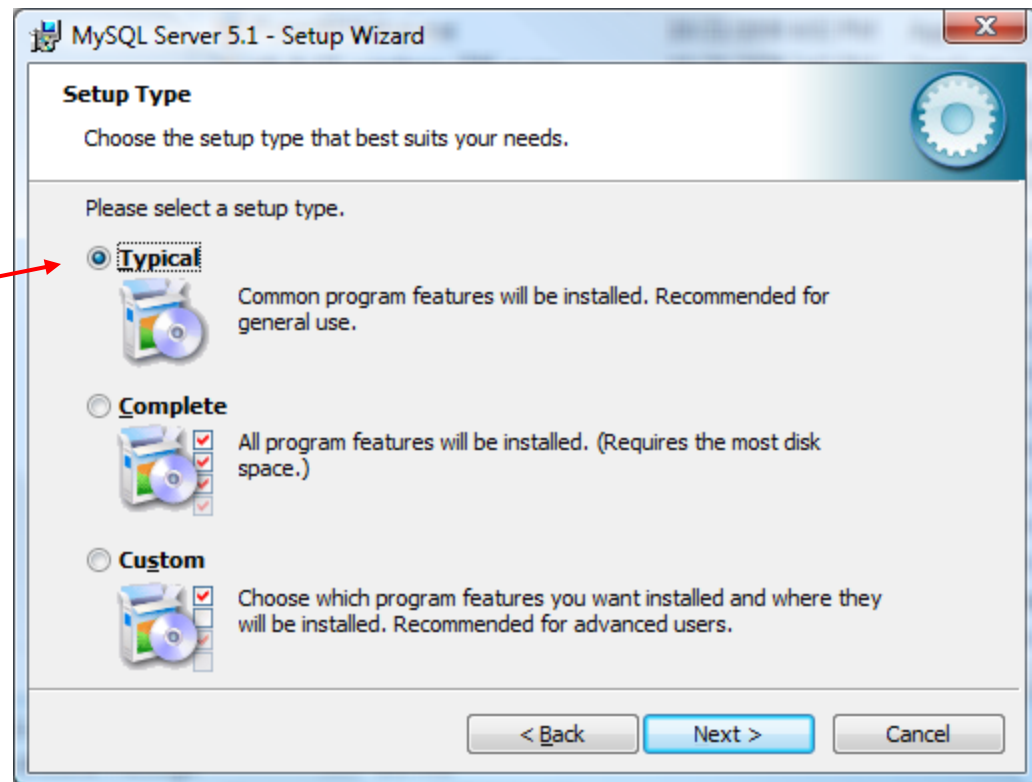 MySQL Server 5.1 - Setup Wizard
Setup Type
Choose the setup type that best suits your needs.
Please select a setup type.
Typical
Common program features will be installed. Recommended for
general use.
Complete
All program features will be installed. (Requires the most disk
space.)
Custom
Choose which program features you want installed and where they
will be installed. Recommended for advanced users.
< Back
Next >
Cancel